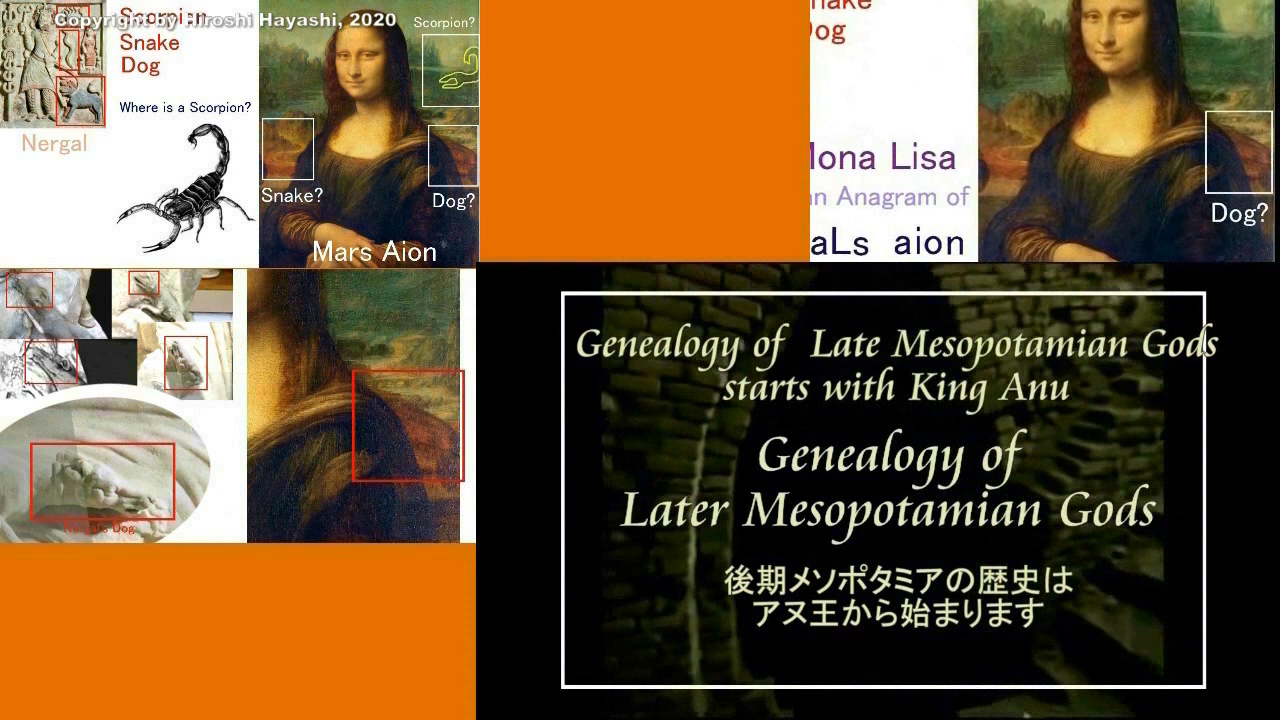 Copyright by Hiroshi Hayashi, 2020
Scorpion
Snake
Dog
Where is a Scorpion?
Nergal
Scorpion?
Snake?
Dog?
Mars Aion
nake
Dog
Mona Lisa
an Anagram of
aLs aion
Dog?
Nergal's Dog
Genealogy of Late Mesopotamian Gods
starts with King Anu
Genealogy of
Later Mesopotamian Gods
後期メソポタミアの歴史は
アヌ王から始まります